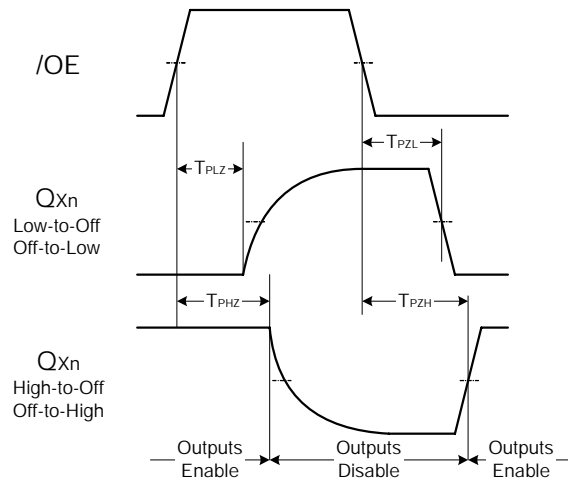 /OE
TPZL
TPLZ
QXn
Low-to-Off
Off-to-Low
TPHZ
TPZH
QXn
High-to-Off
Off-to-High
Outputs
Enable
Outputs
Disable
Outputs
Enable